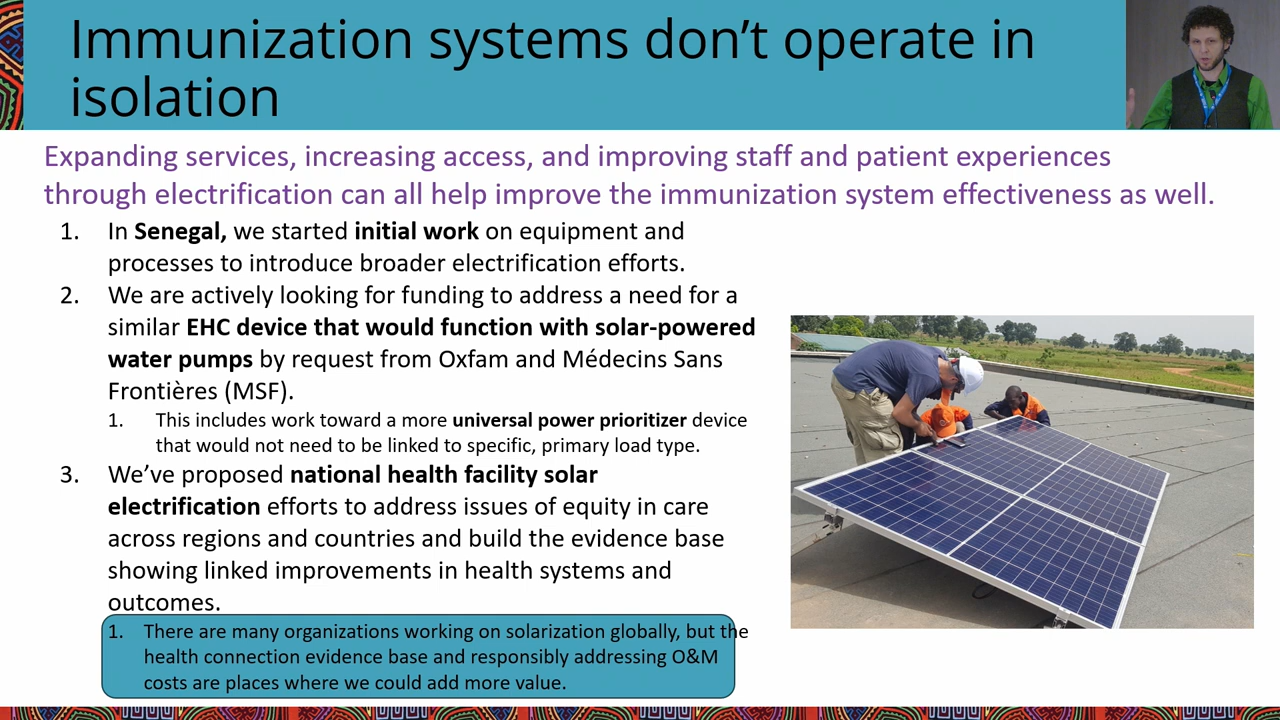 Immunization systems don’t operate in
isolation
Expanding services, increasing access, and improving staff and patient experiences
through electrification can all help improve the immunization system effectiveness as well.
1. In Senegal, we started initial work on equipment and
processes to introduce broader electrification efforts.
2. We are actively looking for funding to address a need for a
similar EHC device that would function with solar-powered
water pumps by request from Oxfam and Médecins Sans
Frontières (MSF).
1. This includes work toward a more universal power prioritizer device
that would not need to be linked to specific, primary load type.
3. We’ve proposed national health facility solar
electrification efforts to address issues of equity in care
across regions and countries and build the evidence base
showing linked improvements in health systems and
outcomes.
1. There are many organizations working on solarization globally, but the
health connection evidence base and responsibly addressing O&M
costs are places where we could add more value.